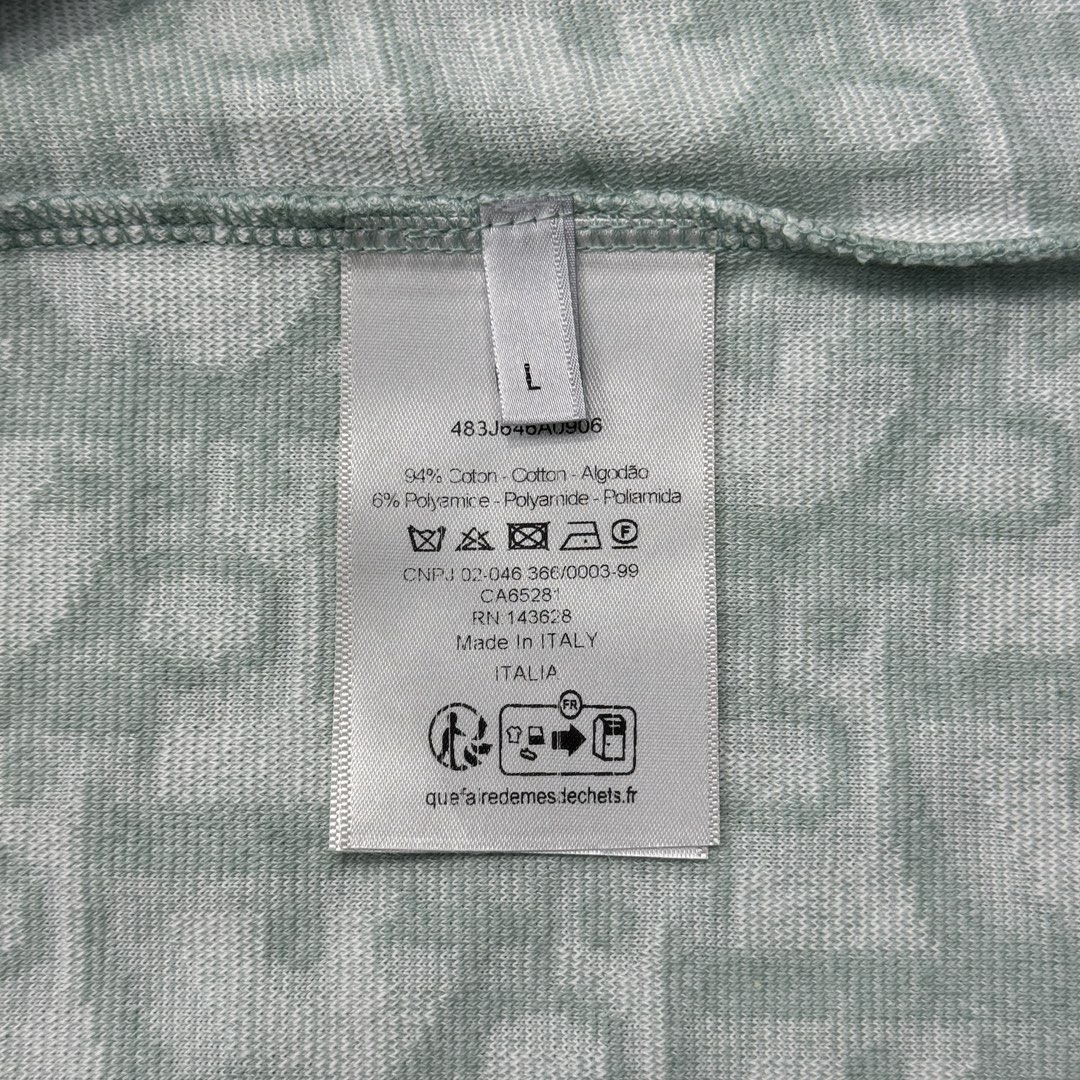 L
483J646A0906
94% Coton - Cotton - Algodão
6% Polyamice - Polyamide - Poliamida
F
CNPJ 02-046 366/0003-99
CA65281
RN 143628
Made In ITALY
ITALIA
FR
quefairedemesdechets.fr